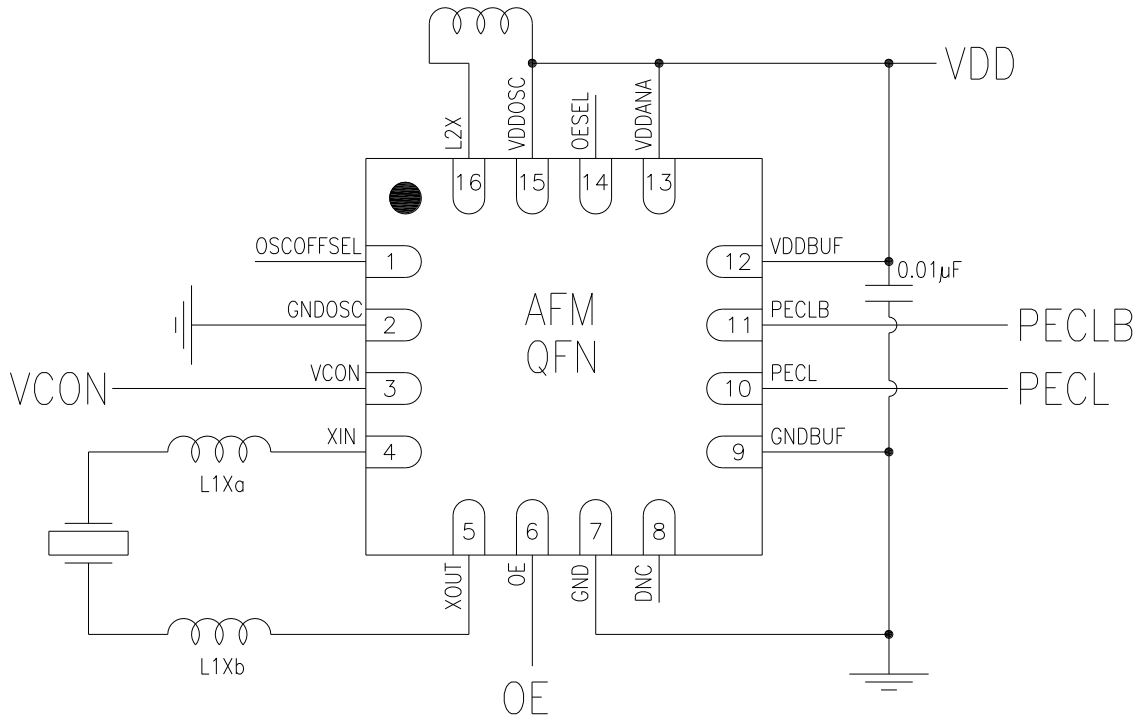 VDD
L2X
VDDOSC
OESEL
VDDANA
16
15
14
13
OSCOFFSEL
1
12
VDDBUF
0.01µF
GNDOSC
2
AFM
QFN
11
PECLB
PECLB
VCON
VCON
3
10
PECL
PECL
XIN
4
9
GNDBUF
L1Xa
5
6
7
8
XOUT
OE
GND
DNC
L1Xb
OE